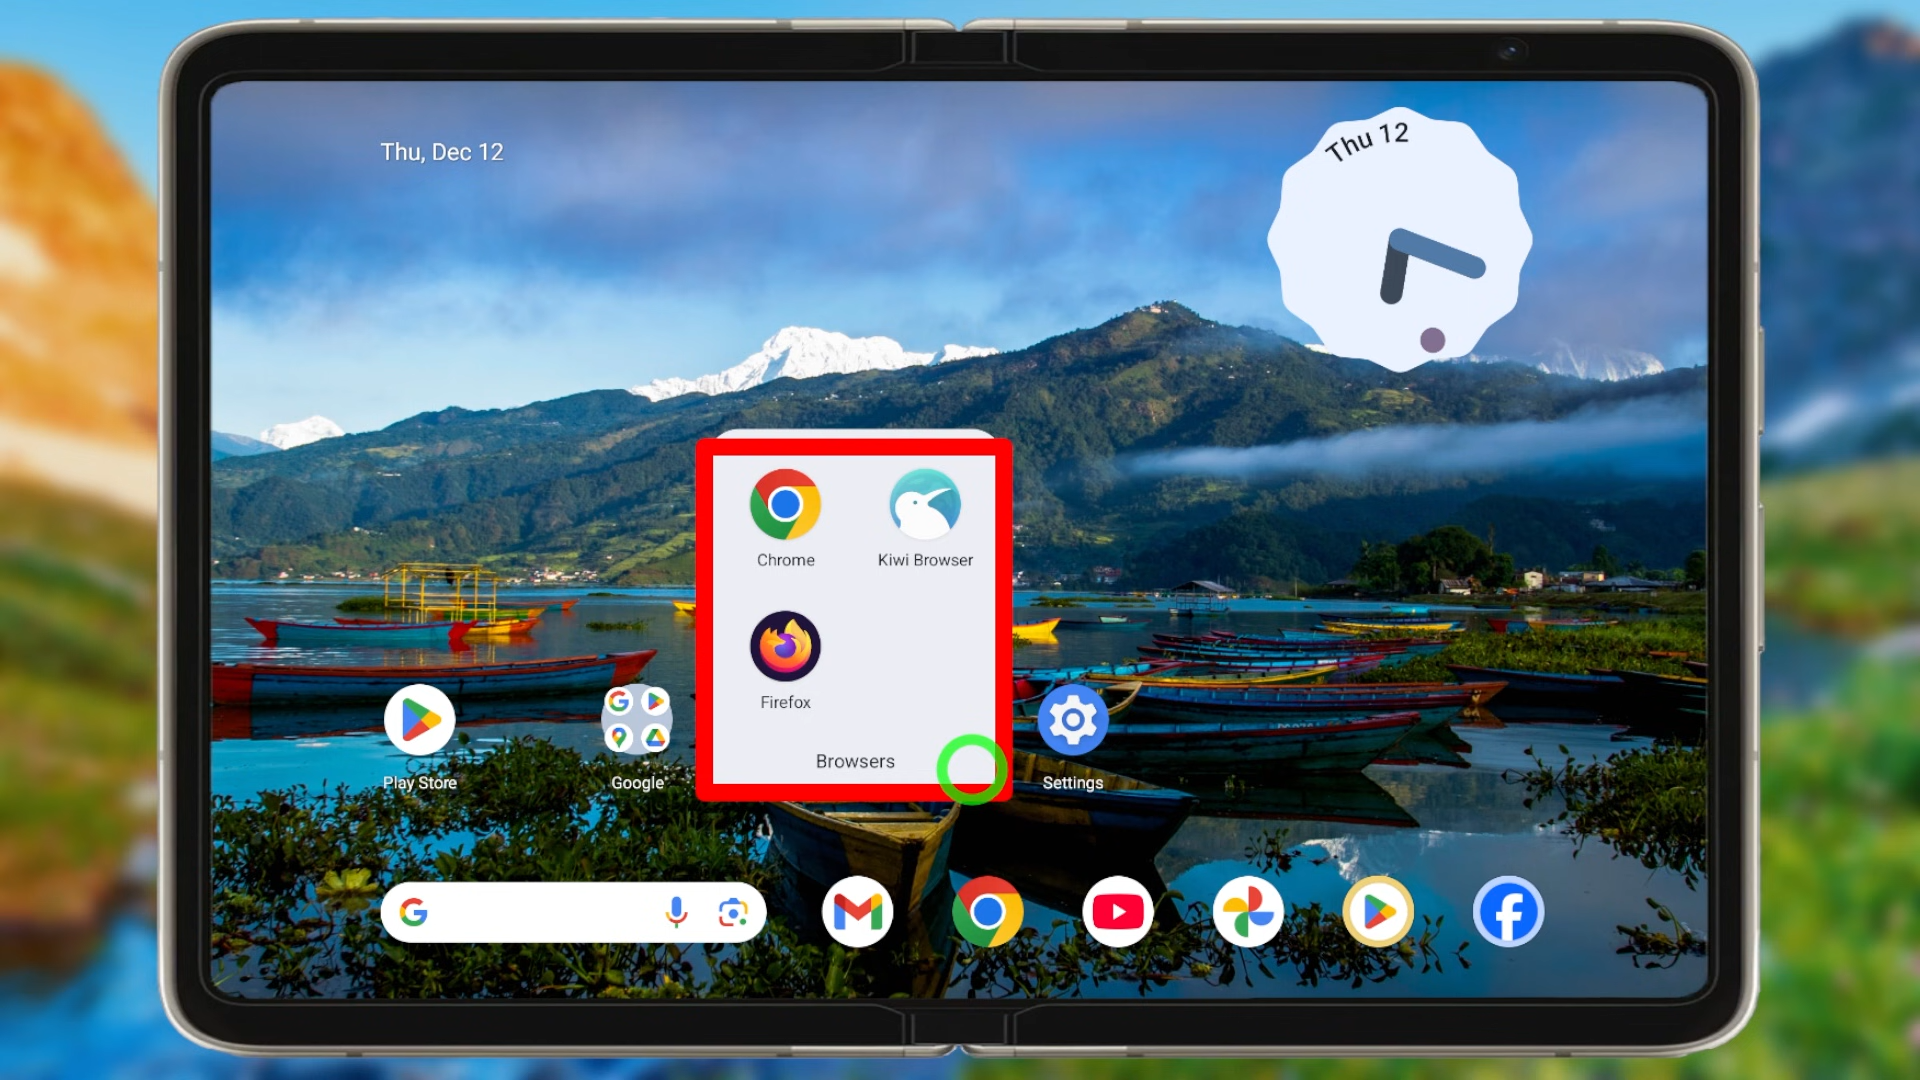 Thu, Dec 12
Thu 12
Chrome
Kiwi Browser
Firefox
Browsers
Play Store
Google
Settings